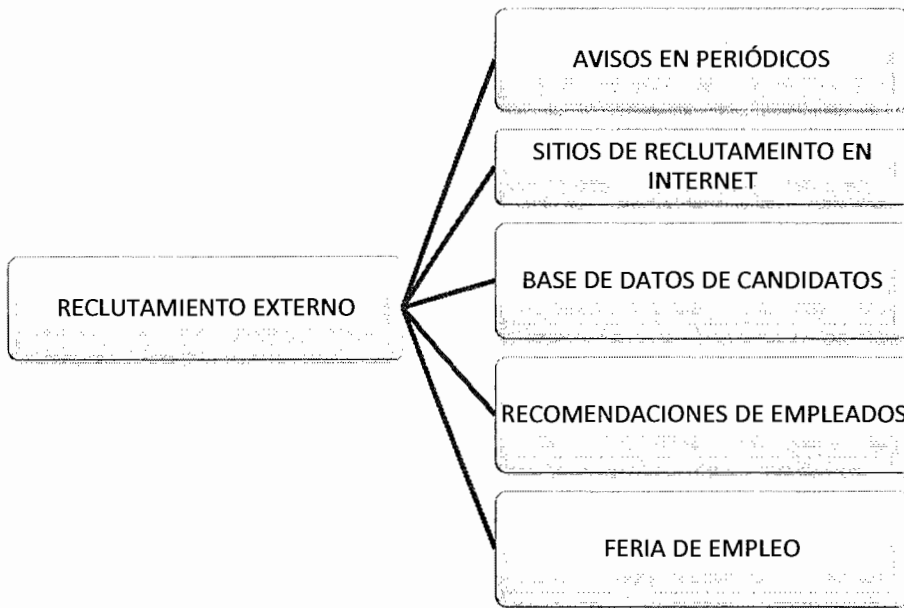 AVISOS EN PERIÓDICOS
SITIOS DE RECLUTAMEINTO EN
INTERNET
BASE DE DATOS DE CANDIDATOS
RECLUTAMIENTO EXTERNO
RECOMENDACIONES DE EMPLEADOS
FERIA DE EMPLEO